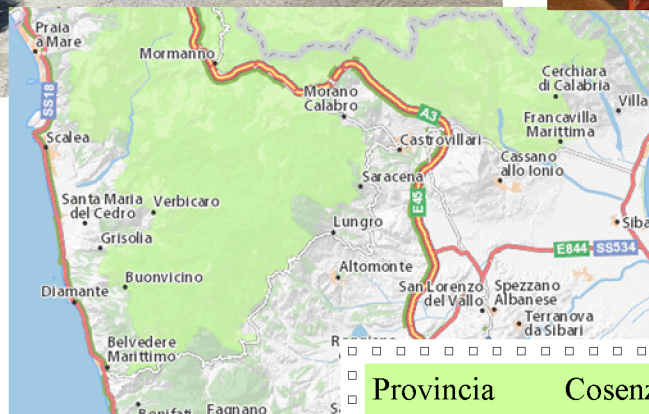 Praia
a Mare
Mormanno
SS18
Morano
Calabro
Cerchiara
di Calabria
Villa
A3
Francavilla
Marittima
Scalea
Castrovillari
Cassano
allo Ionio
Saracena
E45
Santa Maria
del Cedro
Verbicaro
Lungro
Grisolia
E844 SS534
Altomonte
Buonvicino
San Lorenzo
del Vallo
Spezzano
Albanese
Diamante
Terranova
da Sibari
Belvedere
Marittimo
Provincia
Bonifati
Fagnano